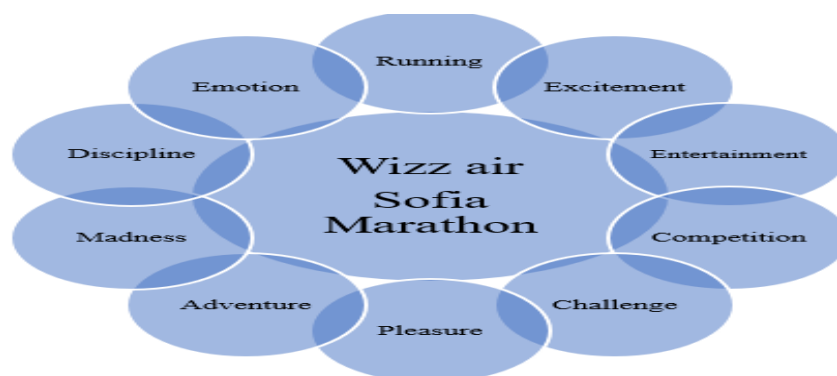 Running
Emotion
Excitement
Discipline
Entertainment
Wizz air
Sofia
Marathon
Madness
Competition
Adventure
Challenge
Pleasure